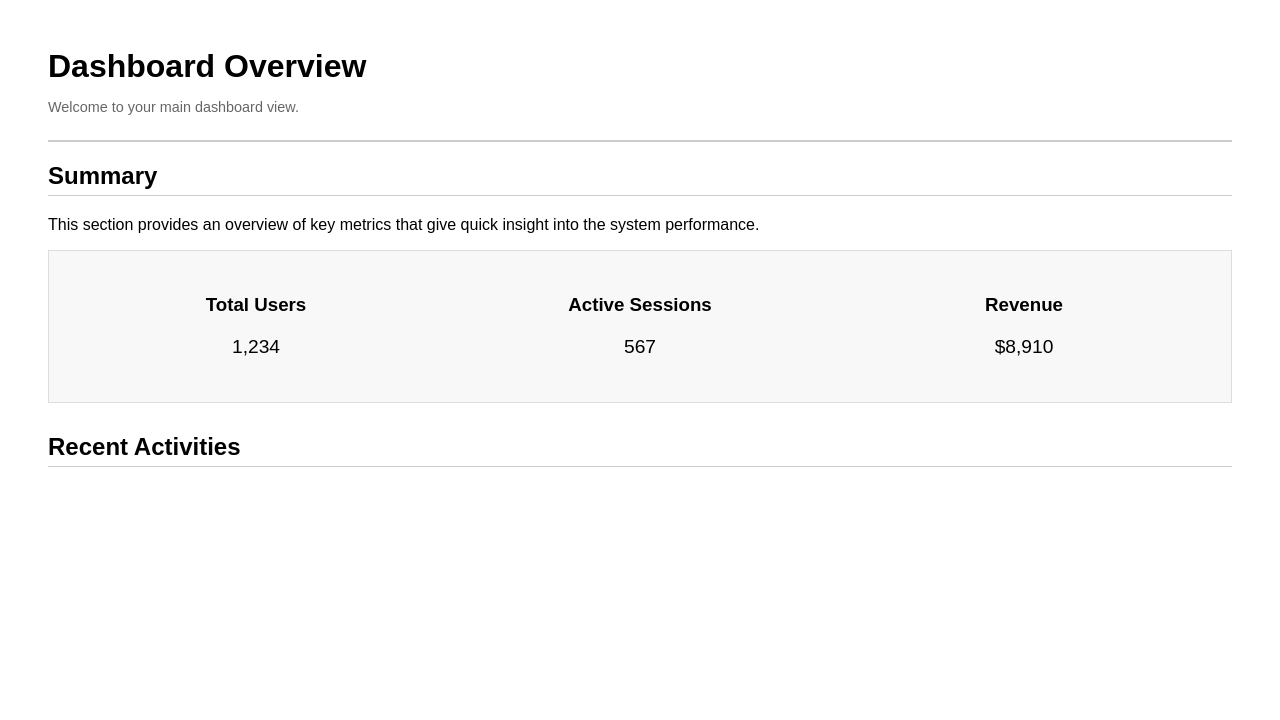 Dashboard Overview
Welcome to your main dashboard view.
Summary
This section provides an overview of key metrics that give quick insight into the system performance.
Total Users
1,234
Active Sessions
567
Revenue
$8,910
Recent Activities